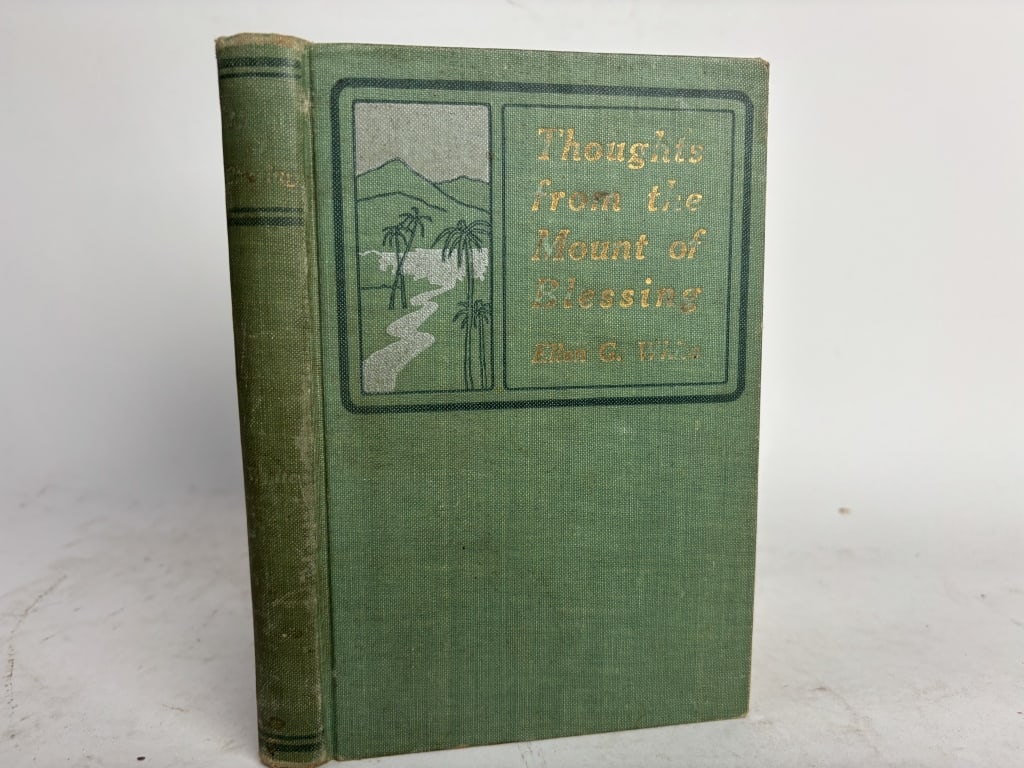 Thoughts
from the
Mount of
Blessing
Ellen G. White